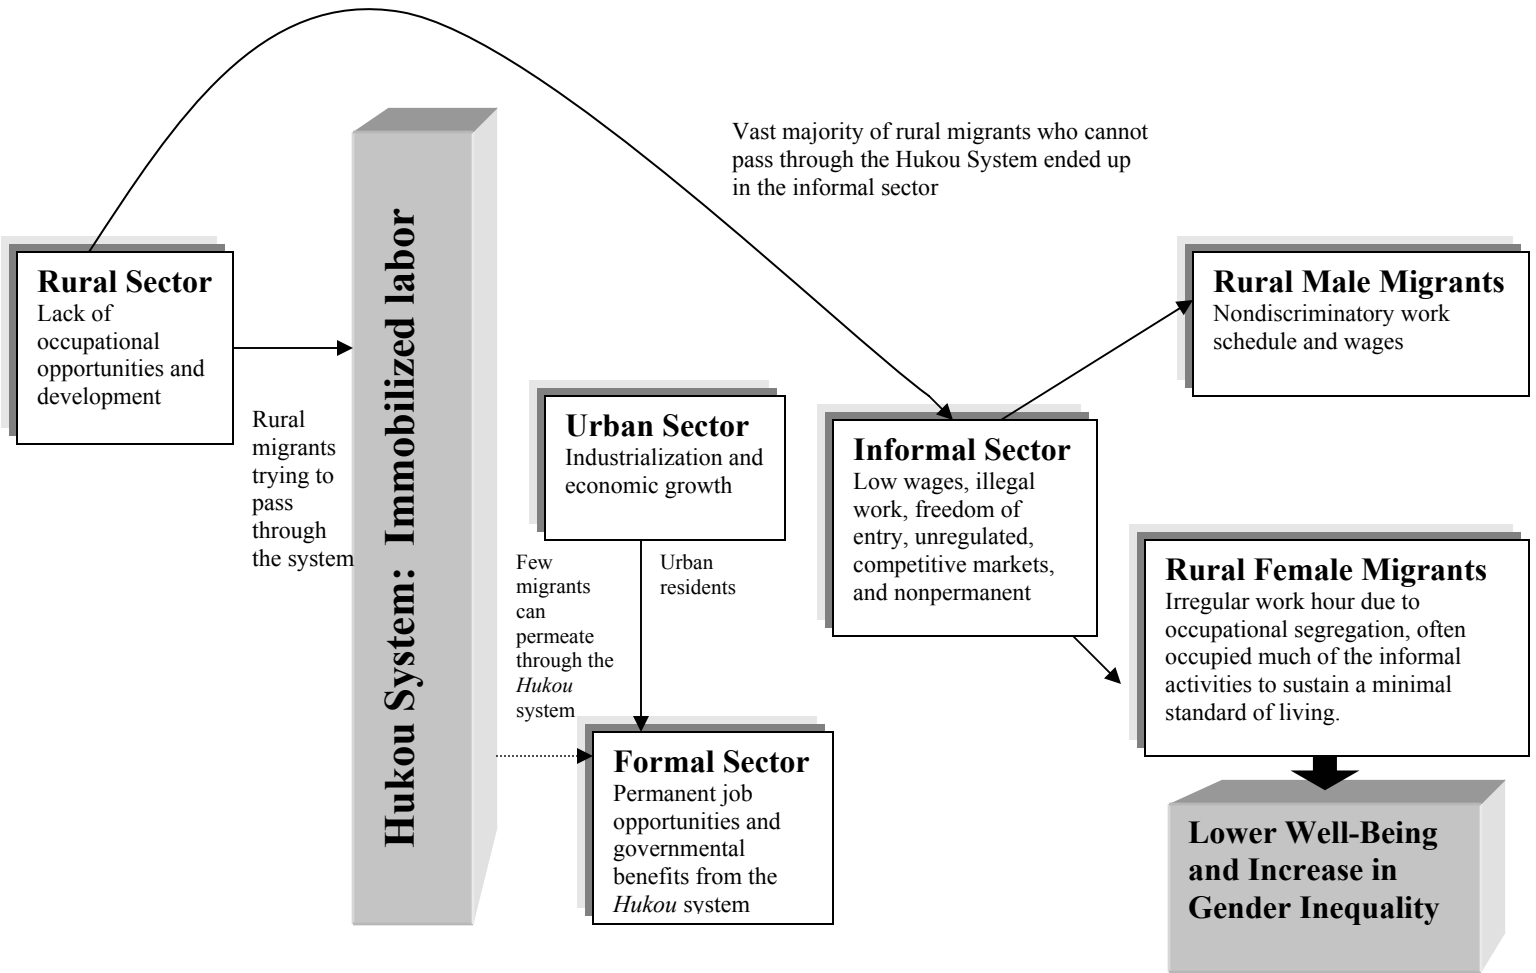 Vast majority of rural migrants who cannot
pass through the Hukou System ended up
in the informal sector
Rural Sector
Lack of
occupational
opportunities and
development
Rural
migrants
trying to
pass
through
the system
Hukou System:  Immobilized labor
Urban Sector
Industrialization and
economic growth
Few
migrants
can
permeate
through the
Hukou
system
Urban
residents
Formal Sector
Permanent job
opportunities and
governmental
benefits from the
Hukou system
Informal Sector
Low wages, illegal
work, freedom of
entry, unregulated,
competitive markets,
and nonpermanent
Rural Male Migrants
Nondiscriminatory work
schedule and wages
Rural Female Migrants
Irregular work hour due to
occupational segregation, often
occupied much of the informal
activities to sustain a minimal
standard of living.
Lower Well-Being
and Increase in
Gender Inequality